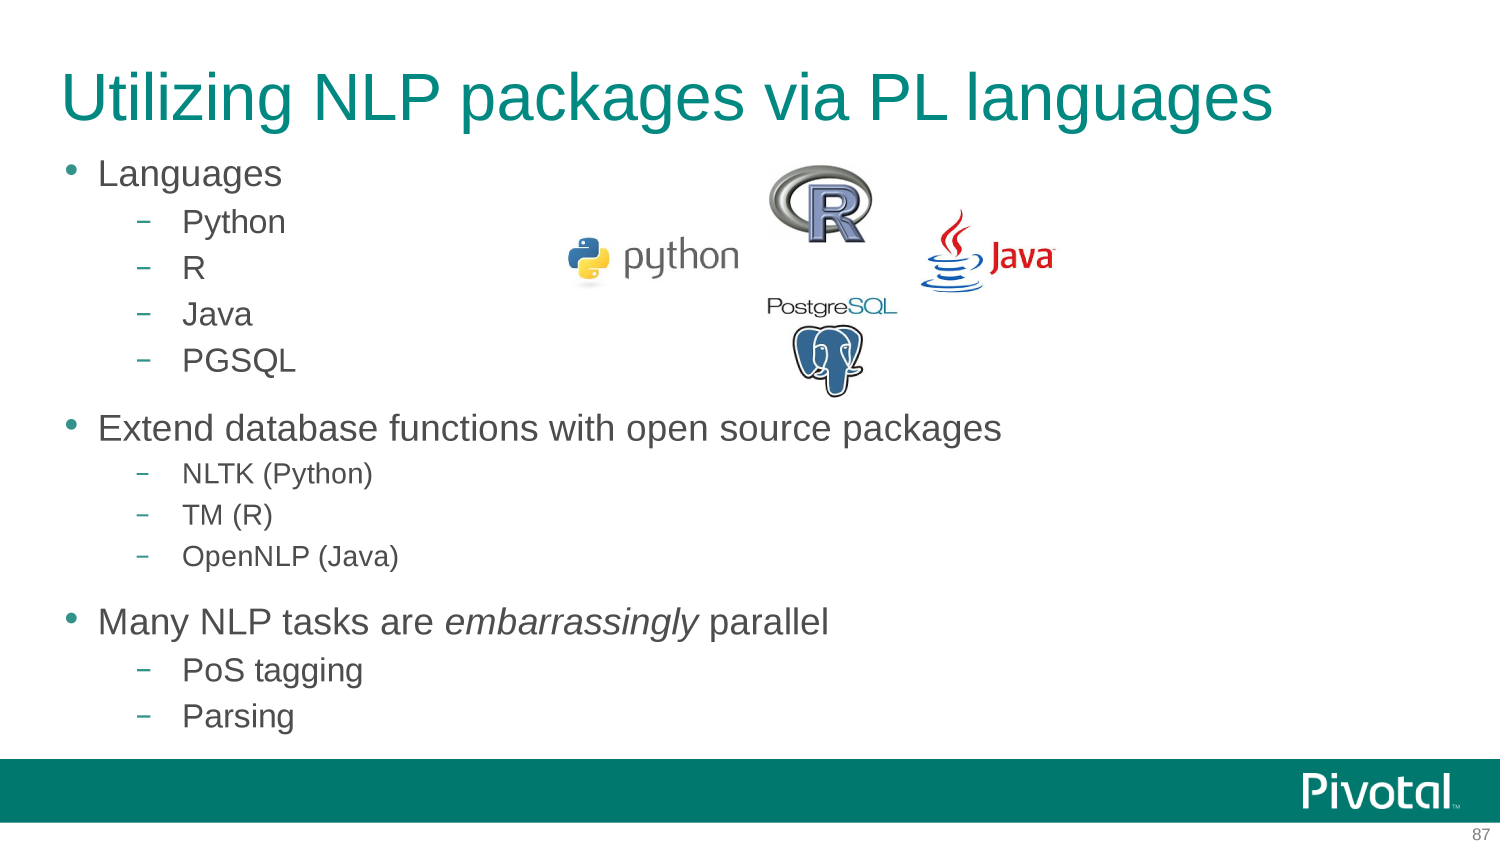 Utilizing NLP packages via PL languages
• Languages
– Python
– R
– Java
– PGSQL
R
python
Java
PostgreSQL
• Extend database functions with open source packages
– NLTK (Python)
– TM (R)
– OpenNLP (Java)
• Many NLP tasks are embarrassingly parallel
– PoS tagging
– Parsing
Pivotal™
87